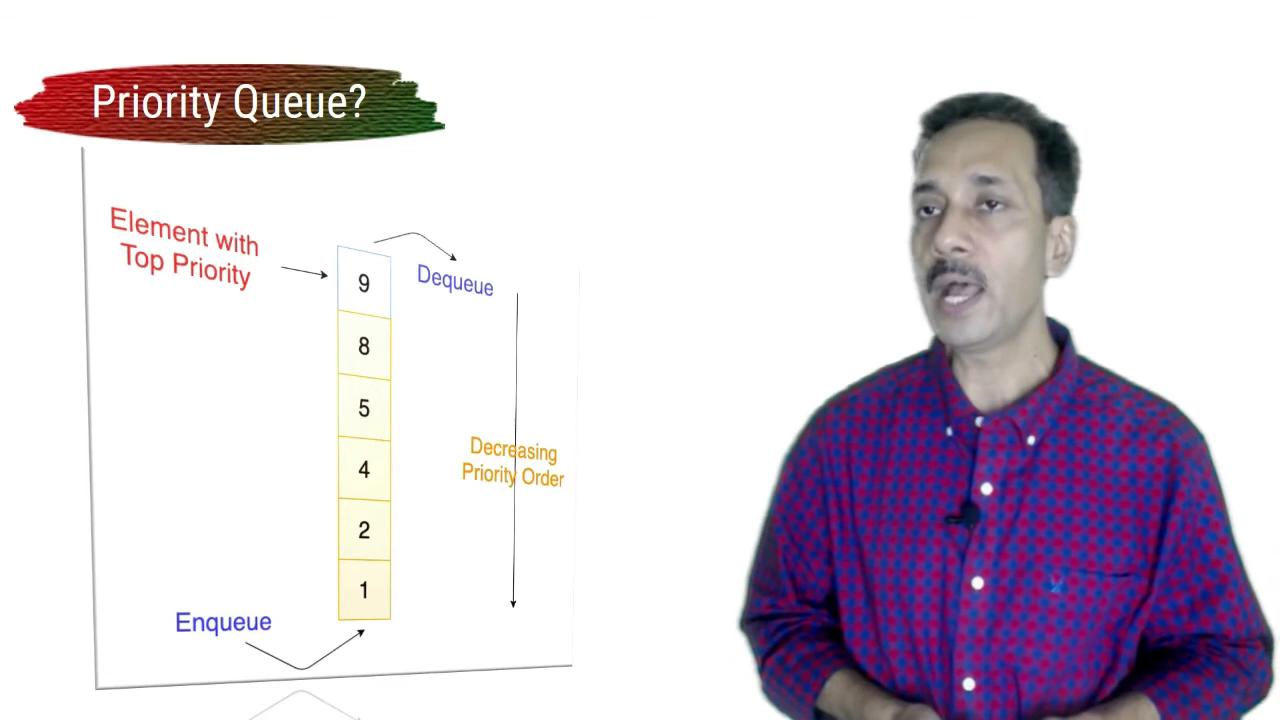 Priority Queue?
Element with
Top Priority
9
Dequeue
8
5
4
Decreasing
Priority Order
2
1
Enqueue